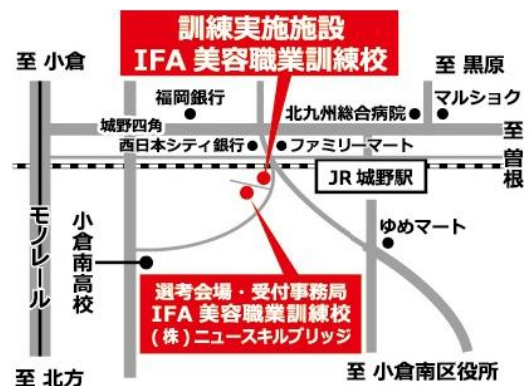 訓練実施施設
IFA 美容職業訓練校
至 小倉
至 黒原
福岡銀行
北九州総合病院
マルショク
城野四角
至 曽根
西日本シティ銀行
ファミリーマート
JR 城野駅
モノレール
小倉南高校
ゆめマート
選考会場・受付事務局
IFA 美容職業訓練校
(株)ニュースキルブリッジ
至 北方
至 小倉南区役所